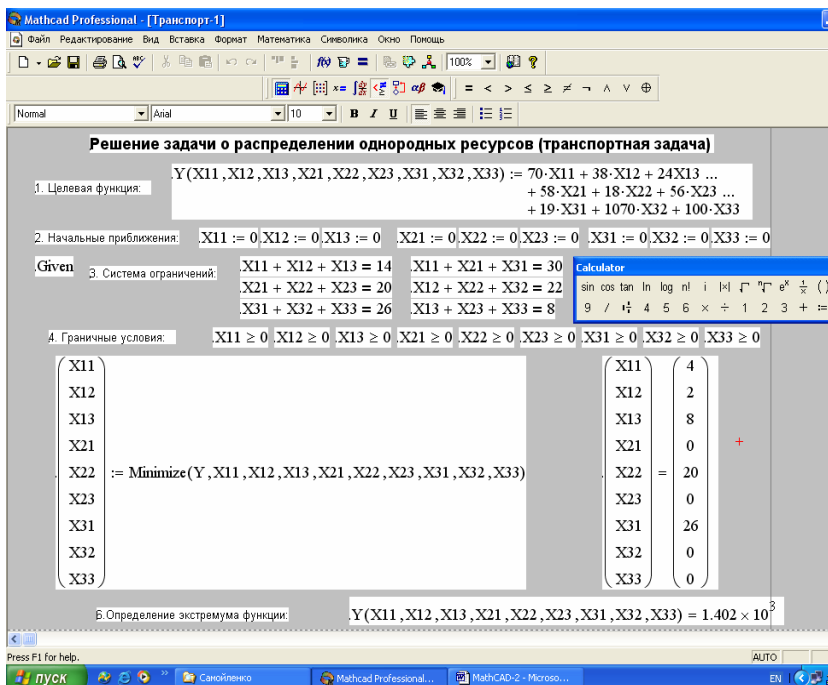 Mathcad Professional - [Транспорт-1]
Файл Редактирование Вид Вставка Формат Математика Символика Окно Помощь
100%
Normal Arial 10 B I U
Решение задачи о распределении однородных ресурсов (транспортная задача)
1. Целевая функция: Y(X11,X12,X13,X21,X22,X23,X31,X32,X33) := 70·X11 + 38·X12 + 24X13 ...
+ 58·X21 + 18·X22 + 56·X23 ...
+ 19·X31 + 1070·X32 + 100·X33
2. Начальные приближения: X11 := 0 X12 := 0 X13 := 0 X21 := 0 X22 := 0 X23 := 0 X31 := 0 X32 := 0 X33 := 0
Given 3. Система ограничений: X11 + X12 + X13 = 14 X11 + X21 + X31 = 30
X21 + X22 + X23 = 20 X12 + X22 + X32 = 22
X31 + X32 + X33 = 26 X13 + X23 + X33 = 8
Calculator
sin cos tan ln log n! i |×| √ ⁿ√ eˣ 1/x ()
9 / 4 5 6 × ÷ 1 2 3 + :=
4. Граничные условия: X11 ≥ 0 X12 ≥ 0 X13 ≥ 0 X21 ≥ 0 X22 ≥ 0 X23 ≥ 0 X31 ≥ 0 X32 ≥ 0 X33 ≥ 0
X11 X11 4
X12 X12 2
X13 X13 8
X21 X21 0
X22 := Minimize(Y,X11,X12,X13,X21,X22,X23,X31,X32,X33) X22 = 20
X23 X23 0
X31 X31 26
X32 X32 0
X33 X33 0
Б.Определение экстремума функции: Y(X11,X12,X13,X21,X22,X23,X31,X32,X33) = 1.402 × 10³
Press F1 for help. AUTO
пуск Самойленко Mathcad Professional... MathCAD-2 - Microso... EN